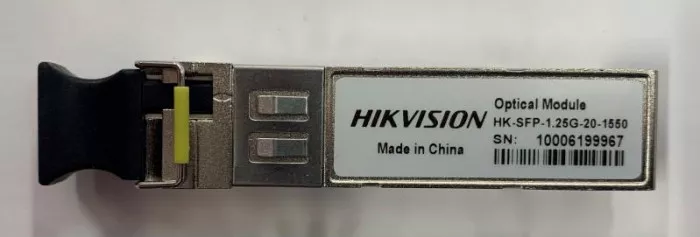 HIKVISION
Made in China
Optical Module
HK-SFP-1.25G-20-1550
SN: 10006199967